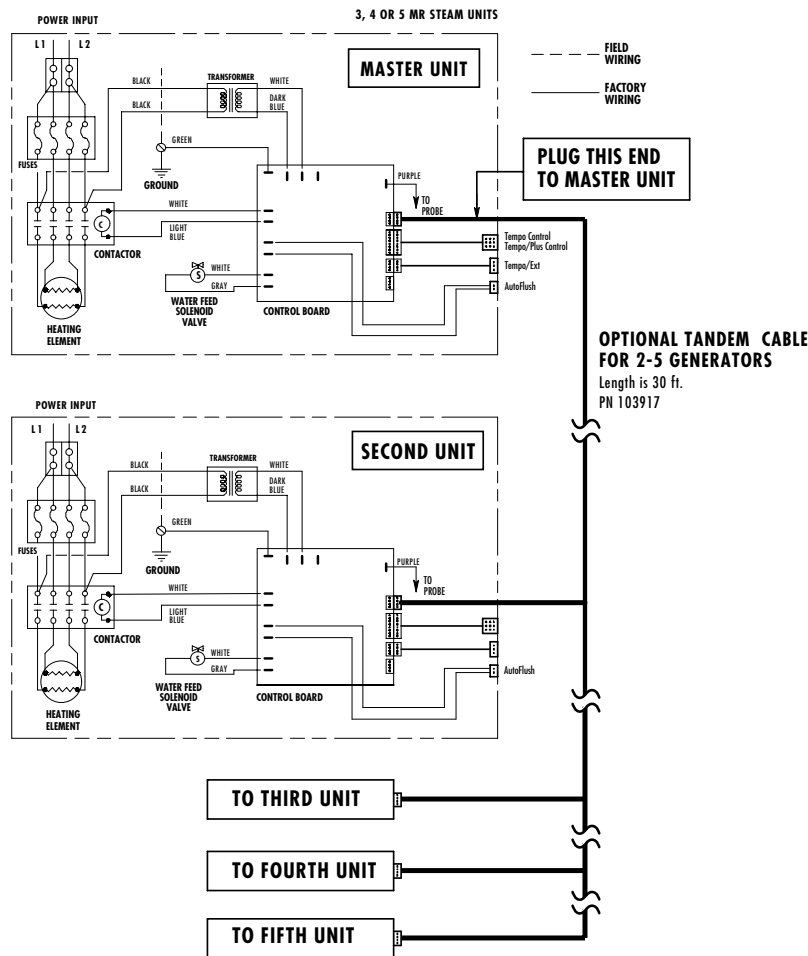 3, 4 OR 5 MR STEAM UNITS
POWER INPUT
L1 L2
MASTER UNIT
FIELD
WIRING
FACTORY
WIRING
BLACK
TRANSFORMER
WHITE
BLACK
DARK
BLUE
GREEN
FUSES
GROUND
PURPLE
TO
PROBE
PLUG THIS END
TO MASTER UNIT
WHITE
LIGHT
BLUE
C
CONTACTOR
Tempo Control
Tempo/Plus Control
Tempo/Ext
AutoFlush
S
WHITE
GRAY
WATER FEED
SOLENOID
VALVE
CONTROL BOARD
HEATING
ELEMENT
OPTIONAL TANDEM CABLE
FOR 2-5 GENERATORS
Length is 30 ft.
PN 103917
POWER INPUT
L1 L2
SECOND UNIT
BLACK
TRANSFORMER
WHITE
BLACK
DARK
BLUE
GREEN
FUSES
GROUND
PURPLE
TO
PROBE
WHITE
LIGHT
BLUE
C
CONTACTOR
S
WHITE
GRAY
AutoFlush
WATER FEED
SOLENOID
VALVE
CONTROL BOARD
HEATING
ELEMENT
TO THIRD UNIT
TO FOURTH UNIT
TO FIFTH UNIT